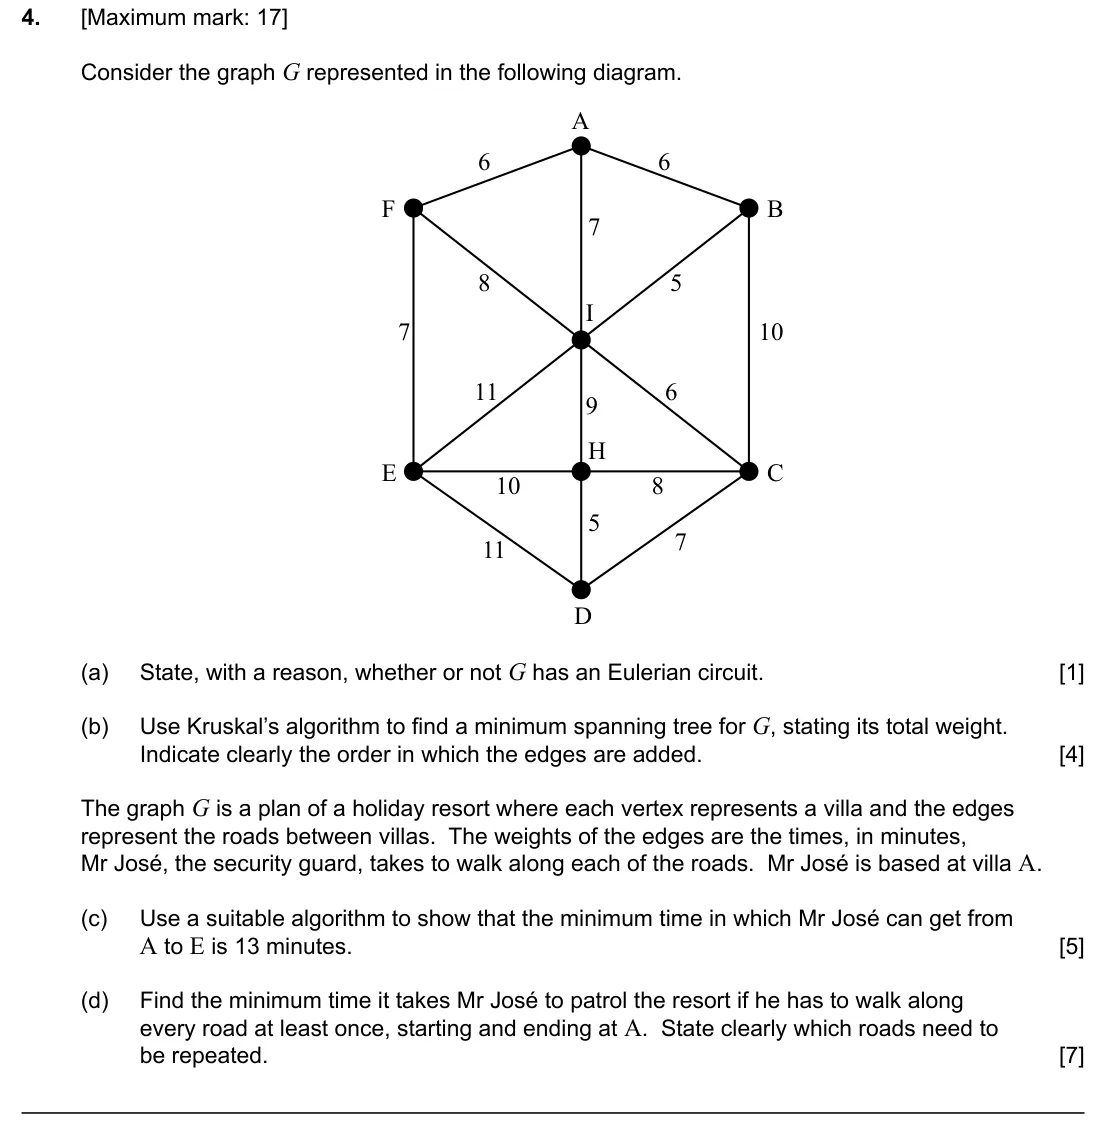 4. [Maximum mark: 17]
Consider the graph G represented in the following diagram.
A
6 6
F B
7
8 5
I
7 10
11 6
9
H
E C
10 8
5
11 7
D
(a) State, with a reason, whether or not G has an Eulerian circuit. [1]
(b) Use Kruskal's algorithm to find a minimum spanning tree for G, stating its total weight.
Indicate clearly the order in which the edges are added. [4]
The graph G is a plan of a holiday resort where each vertex represents a villa and the edges
represent the roads between villas. The weights of the edges are the times, in minutes,
Mr José, the security guard, takes to walk along each of the roads. Mr José is based at villa A.
(c) Use a suitable algorithm to show that the minimum time in which Mr José can get from
A to E is 13 minutes. [5]
(d) Find the minimum time it takes Mr José to patrol the resort if he has to walk along
every road at least once, starting and ending at A. State clearly which roads need to
be repeated. [7]